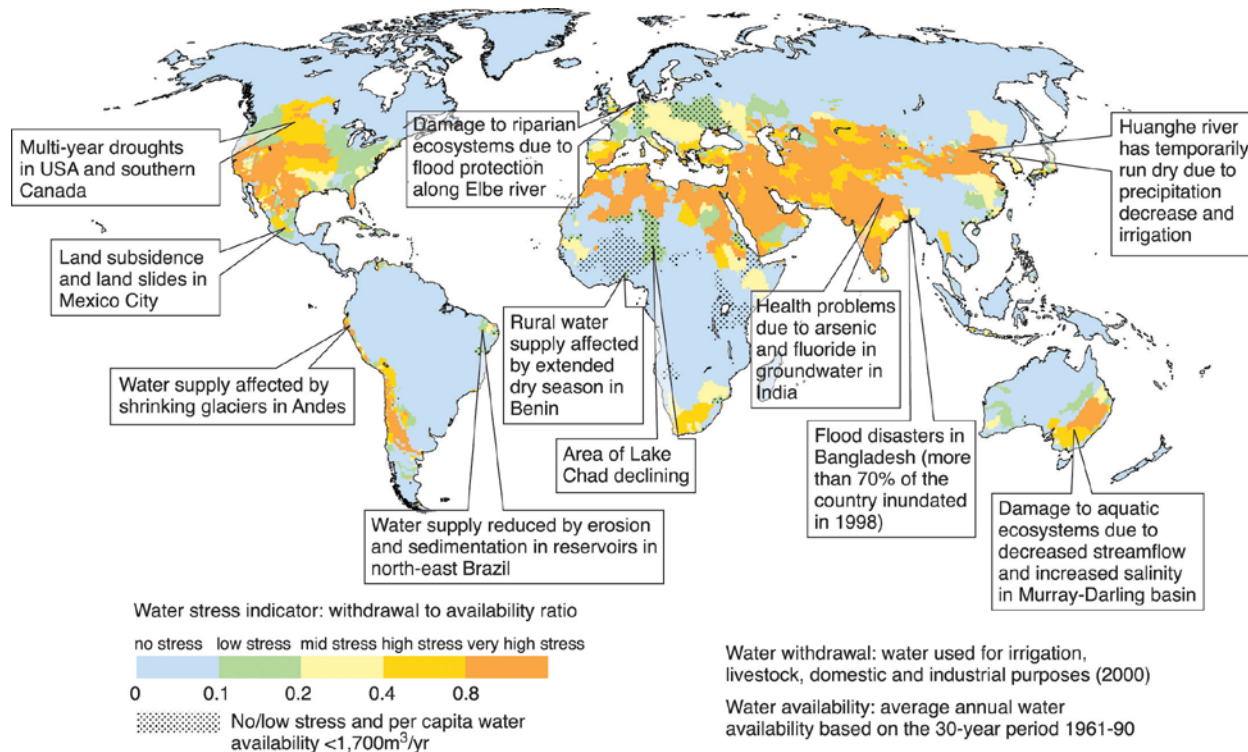 Multi-year droughts
in USA and southern
Canada
Land subsidence
and land slides in
Mexico City
Water supply affected by
shrinking glaciers in Andes
Damage to riparian
ecosystems due to
flood protection
along Elbe river
Rural water
supply affected
by extended
dry season in
Benin
Area of Lake
Chad declining
Water supply reduced by erosion
and sedimentation in reservoirs in
north-east Brazil
Health problems
due to arsenic
and fluoride in
groundwater in
India
Huanghe river
has temporarily
run dry due to
precipitation
decrease and
irrigation
Flood disasters in
Bangladesh (more
than 70% of the
country inundated
in 1998)
Damage to aquatic
ecosystems due to
decreased streamflow
and increased salinity
in Murray-Darling basin
Water stress indicator: withdrawal to availability ratio
no stress low stress mid stress high stress very high stress
0 0.1 0.2 0.4 0.8
No/low stress and per capita water
availability <1,700m³/yr
Water withdrawal: water used for irrigation,
livestock, domestic and industrial purposes (2000)
Water availability: average annual water
availability based on the 30-year period 1961-90